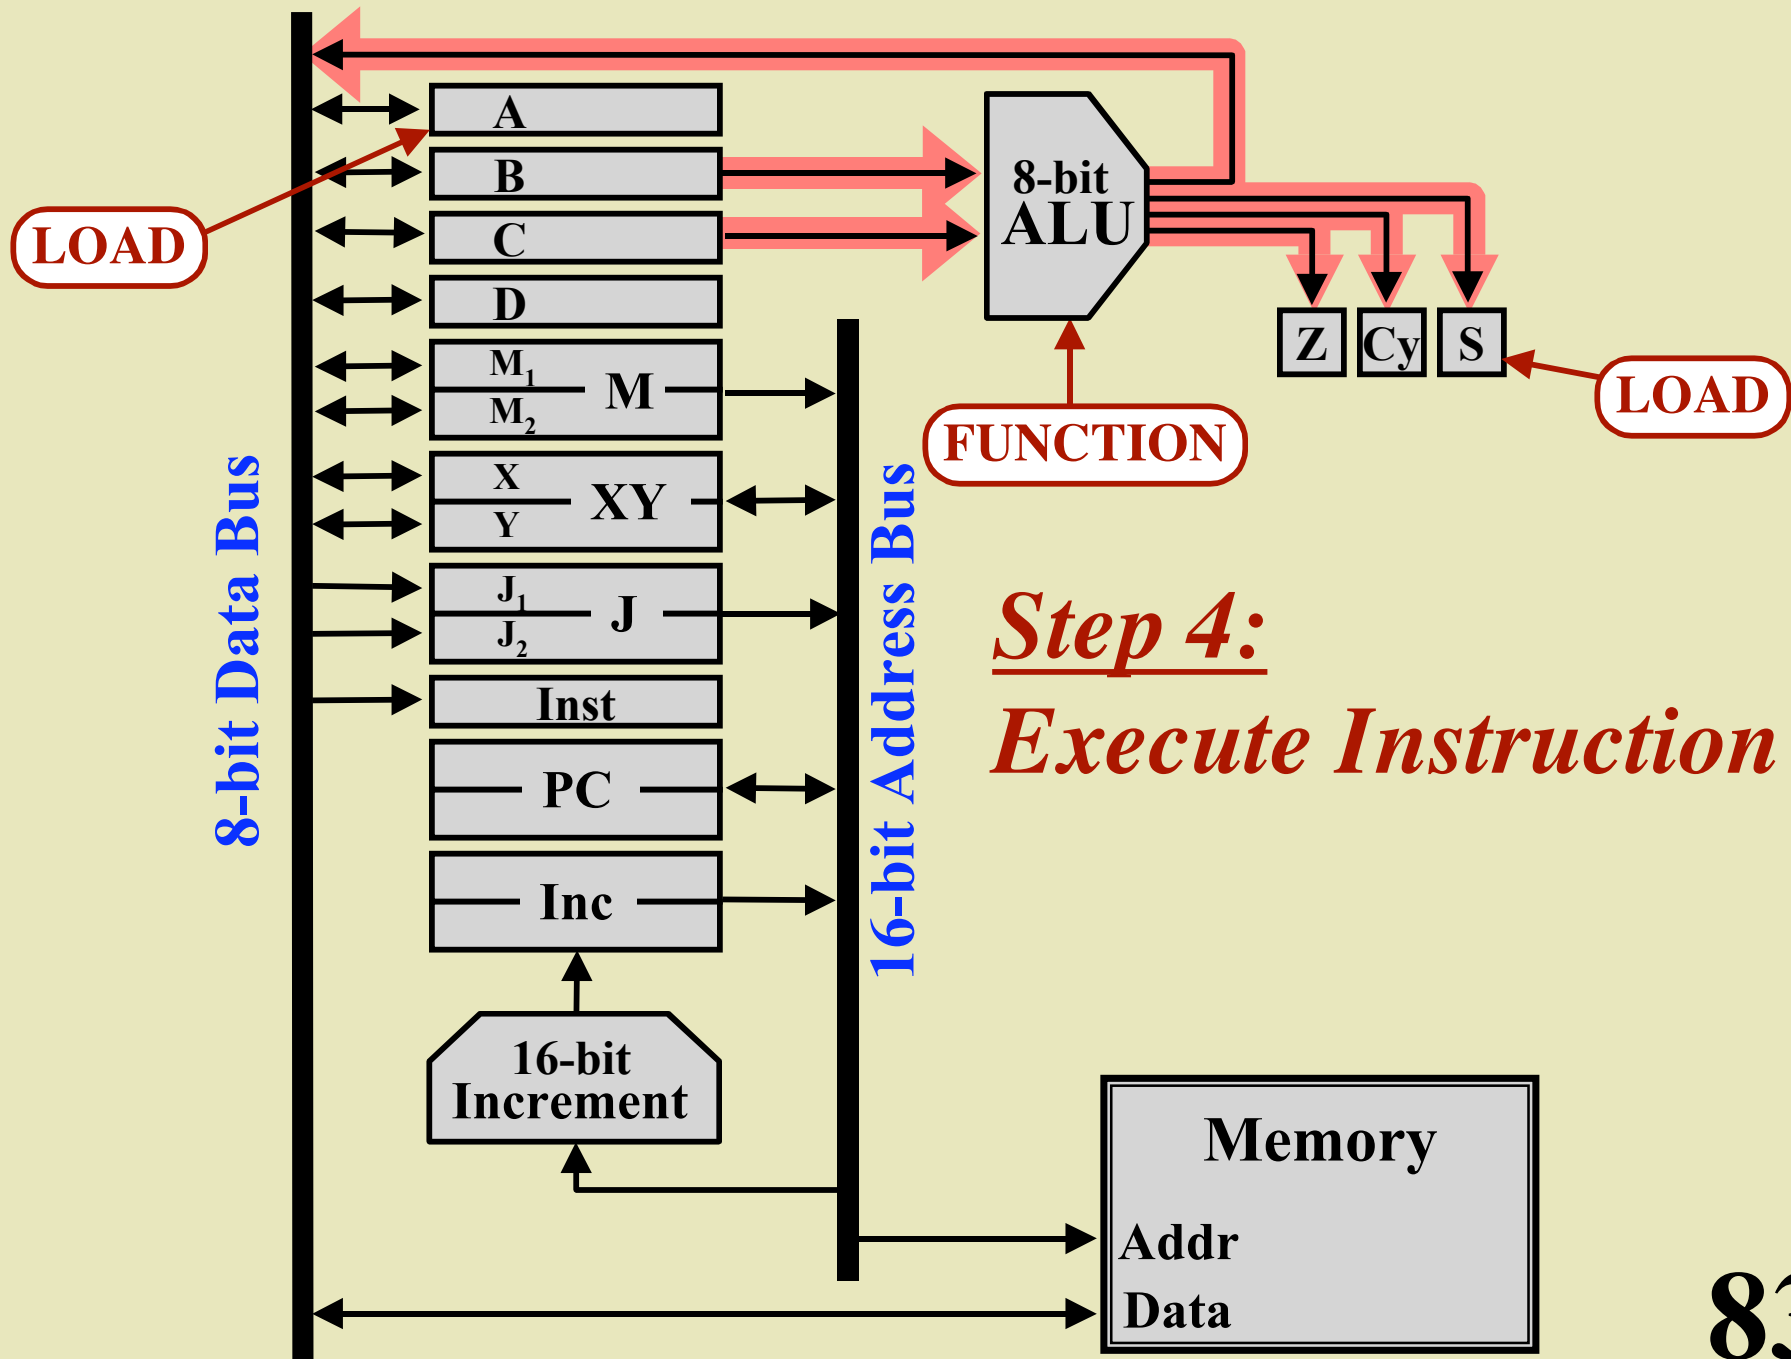 A
B
C
D
M1
M2
M
X
Y
XY
J1
J2
J
Inst
PC
Inc
16-bit
Increment
8-bit Data Bus
16-bit Address Bus
LOAD
8-bit
ALU
FUNCTION
Z
Cy
S
LOAD
Step 4:
Execute Instruction
Memory
Addr
Data